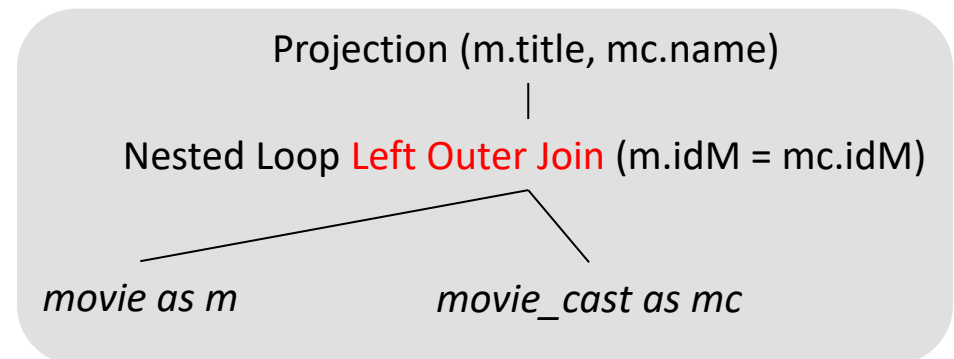 Projection (m.title, mc.name)
Nested Loop Left Outer Join (m.idM = mc.idM)
movie as m movie_cast as mc